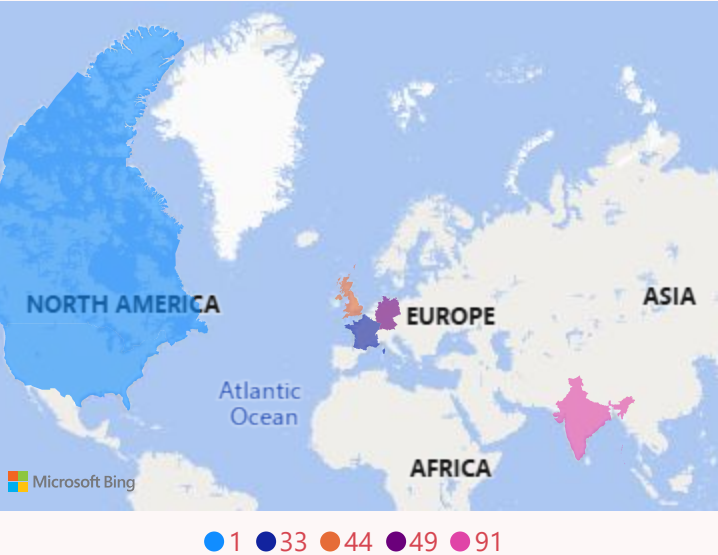 NORTH AMERICA
EUROPE
ASIA
Atlantic
Ocean
AFRICA
Microsoft Bing
1 33 44 49 91